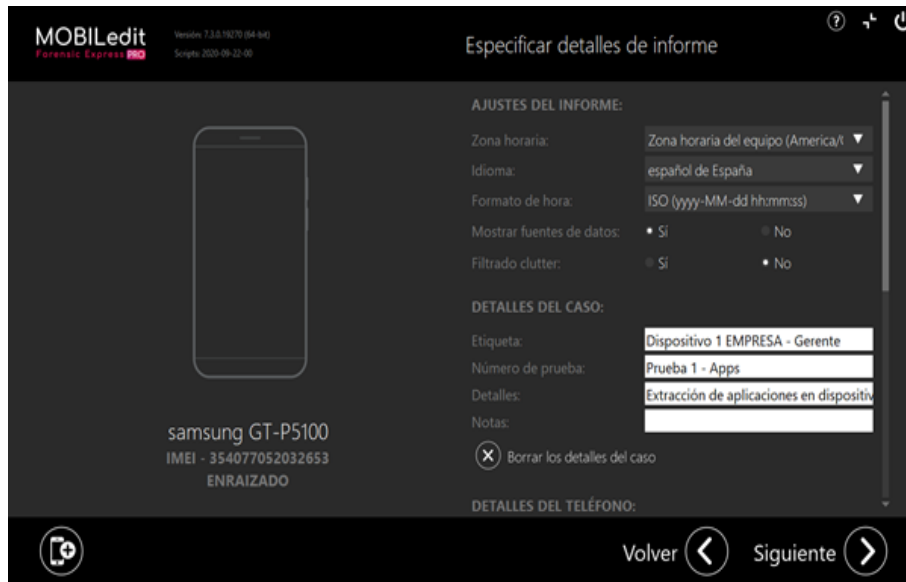 MOBILedit
Forensic Express PRO
Versión: 7.3.0.19270 (64-bit)
Scripts: 2020-09-22-00
Especificar detalles de informe
?
AJUSTES DEL INFORME:
Zona horaria: Zona horaria del equipo (America/
Idioma: español de España
Formato de hora: ISO (yyyy-MM-dd hh:mm:ss)
Mostrar fuentes de datos: Sí No
Filtrado clutter: Sí No
DETALLES DEL CASO:
Etiqueta: Dispositivo 1 EMPRESA - Gerente
Número de prueba: Prueba 1 - Apps
Detalles: Extracción de aplicaciones en dispositiv
Notas:
Borrar los detalles del caso
DETALLES DEL TELÉFONO:
samsung GT-P5100
IMEI - 354077052032653
ENRAIZADO
Volver Siguiente